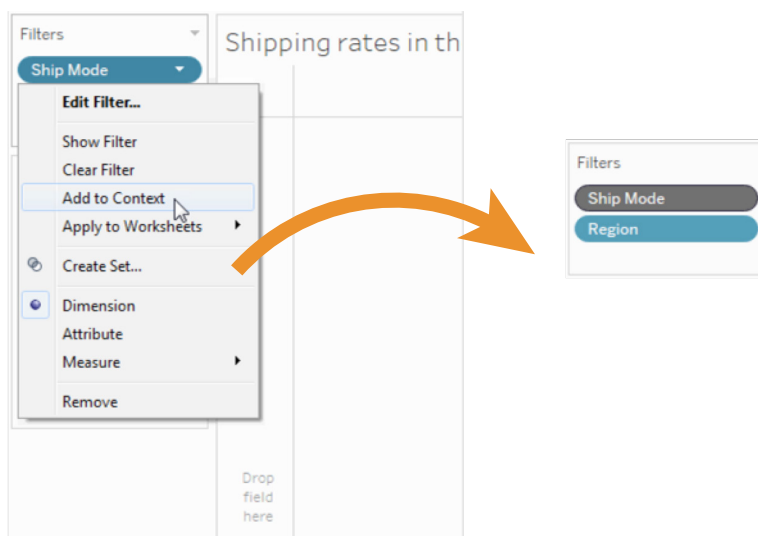 Filters
Shipping rates in th
Ship Mode
Edit Filter...
Show Filter
Clear Filter
Add to Context
Apply to Worksheets
Create Set...
Dimension
Attribute
Measure
Remove
Drop
field
here
Filters
Ship Mode
Region